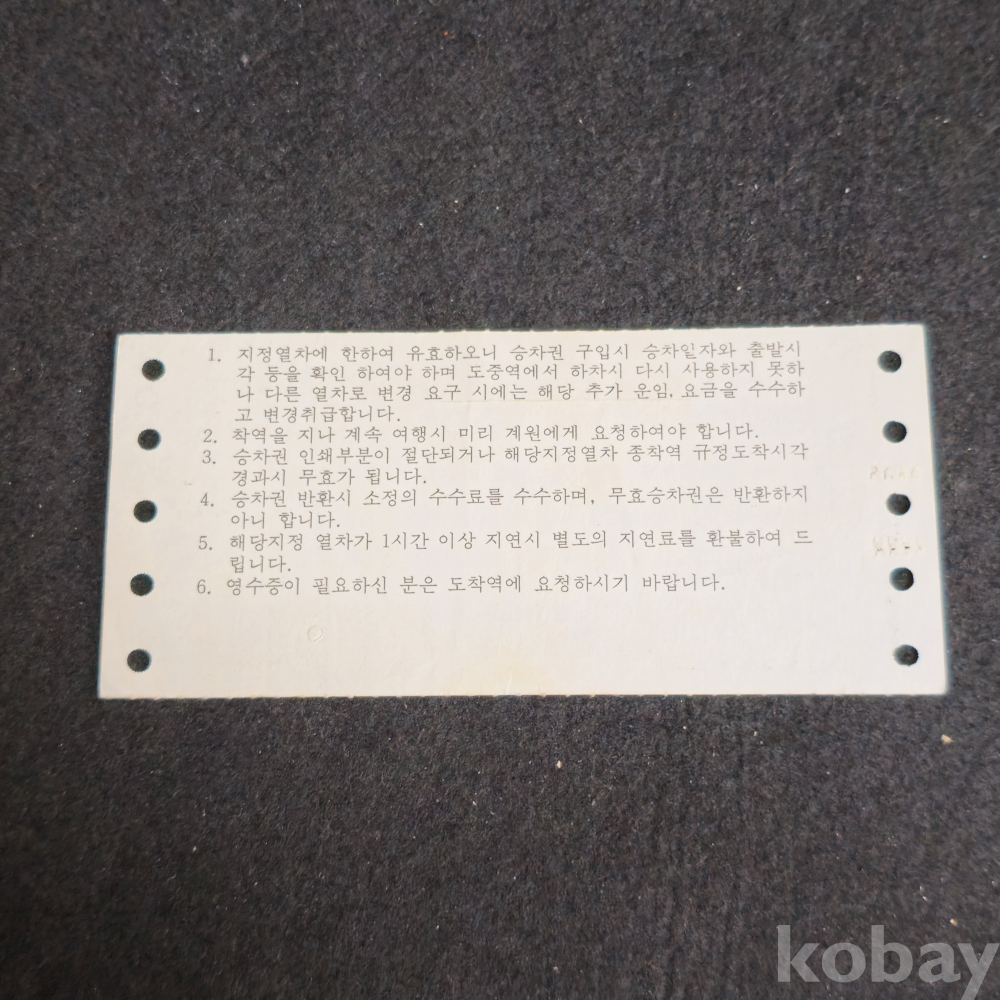 1. 지정열차에 한하여 유효하오니 승차권 구입시 승차일자와 출발시
각 등을 확인 하여야 하며 도중역에서 하차시 다시 사용하지 못하
나 다른 열차로 변경 요구 시에는 해당 추가 운임, 요금을 수수하
고 변경취급합니다.
2. 착역을 지나 계속 여행시 미리 계원에게 요청하여야 합니다.
3. 승차권 인쇄부분이 절단되거나 해당지정열차 종착역 규정도착시각
경과시 무효가 됩니다.
4. 승차권 반환시 소정의 수수료를 수수하며, 무효승차권은 반환하지
아니 합니다.
5. 해당지정 열차가 1시간 이상 지연시 별도의 지연료를 환불하여 드
립니다.
6. 영수증이 필요하신 분은 도착역에 요청하시기 바랍니다.
kobay